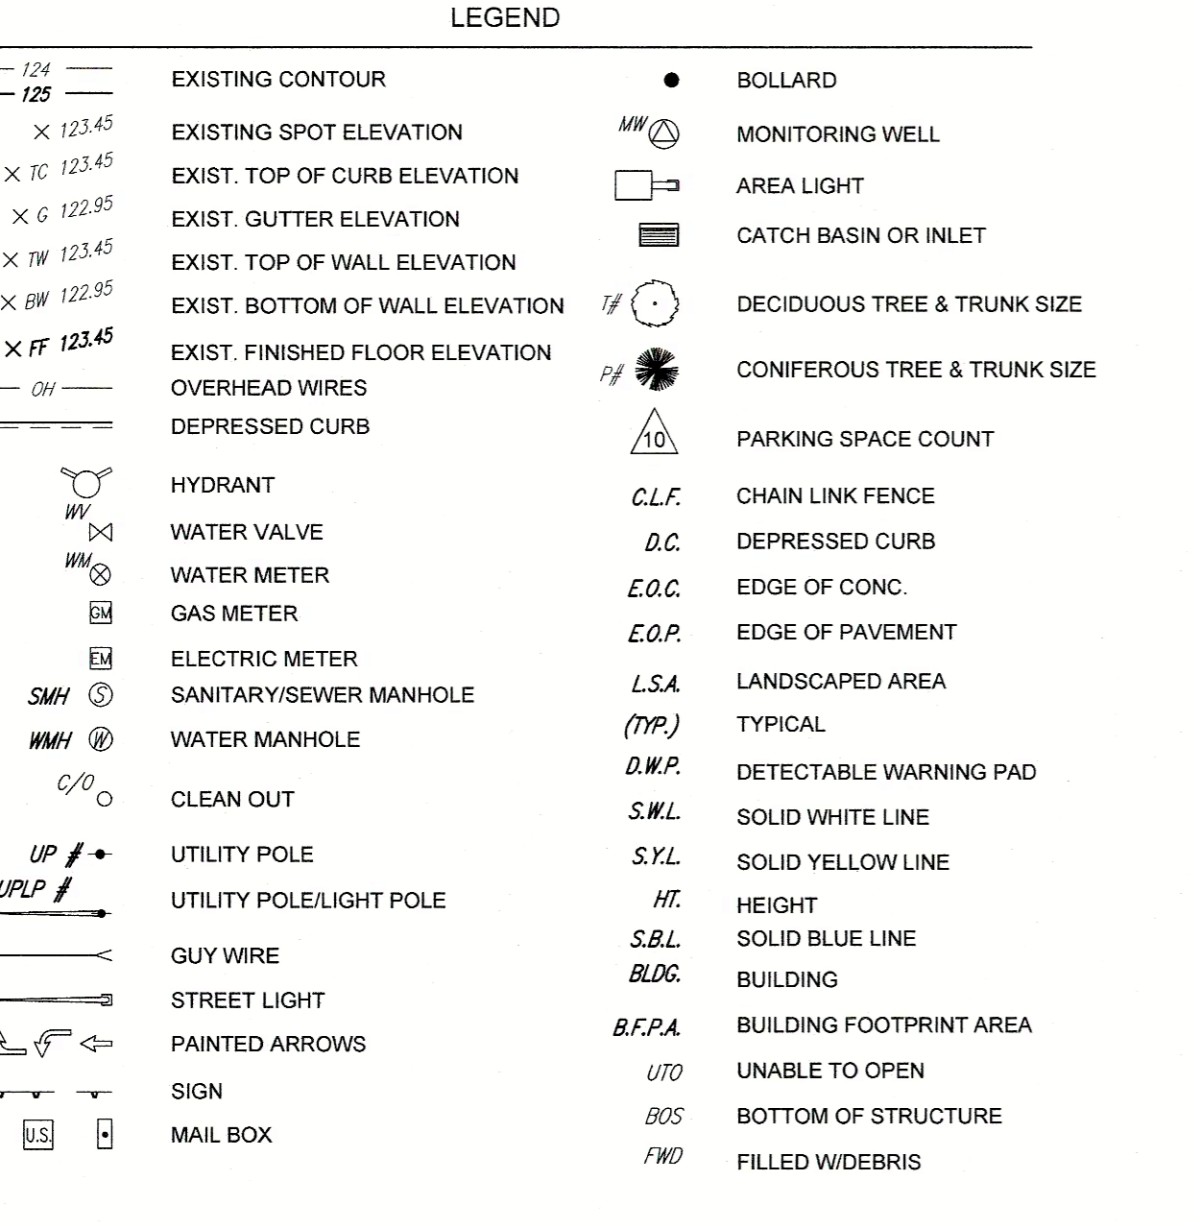 LEGEND
124
125 EXISTING CONTOUR
X 123.45 EXISTING SPOT ELEVATION
X TC 123.45 EXIST. TOP OF CURB ELEVATION
X G 122.95 EXIST. GUTTER ELEVATION
X TW 123.45 EXIST. TOP OF WALL ELEVATION
X BW 122.95 EXIST. BOTTOM OF WALL ELEVATION
X FF 123.45 EXIST. FINISHED FLOOR ELEVATION
OH OVERHEAD WIRES
DEPRESSED CURB
HYDRANT
WV WATER VALVE
WM WATER METER
GM GAS METER
EM ELECTRIC METER
SMH S SANITARY/SEWER MANHOLE
WMH W WATER MANHOLE
C/O CLEAN OUT
UP # UTILITY POLE
UPLP # UTILITY POLE/LIGHT POLE
GUY WIRE
STREET LIGHT
PAINTED ARROWS
SIGN
U.S. MAIL BOX
BOLLARD
MW MONITORING WELL
AREA LIGHT
CATCH BASIN OR INLET
T# DECIDUOUS TREE & TRUNK SIZE
P# CONIFEROUS TREE & TRUNK SIZE
10 PARKING SPACE COUNT
C.L.F. CHAIN LINK FENCE
D.C. DEPRESSED CURB
E.O.C. EDGE OF CONC.
E.O.P. EDGE OF PAVEMENT
L.S.A. LANDSCAPED AREA
(TYP.) TYPICAL
D.W.P. DETECTABLE WARNING PAD
S.W.L. SOLID WHITE LINE
S.Y.L. SOLID YELLOW LINE
HT. HEIGHT
S.B.L. SOLID BLUE LINE
BLDG. BUILDING
B.F.P.A. BUILDING FOOTPRINT AREA
UTO UNABLE TO OPEN
BOS BOTTOM OF STRUCTURE
FWD FILLED W/DEBRIS